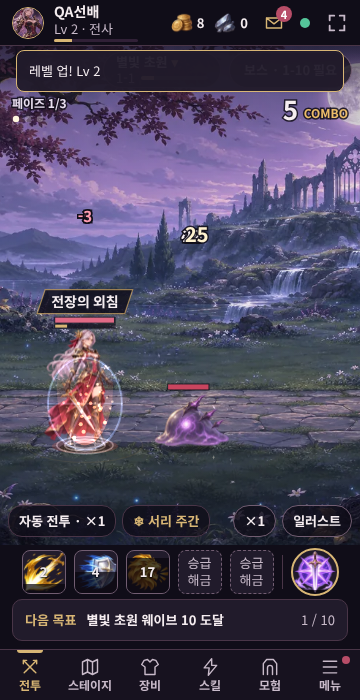 QA선배
Lv 2 · 전사
8
0
4
레벨 업! Lv 2
페이즈 1/3
5 COMBO
-3
25
전장의 외침
자동 전투 · ×1
서리 주간
×1
일러스트
2
4
17
승급
해금
승급
해금
다음 목표
별빛 초원 웨이브 10 도달
1 / 10
전투
스테이지
장비
스킬
모험
메뉴